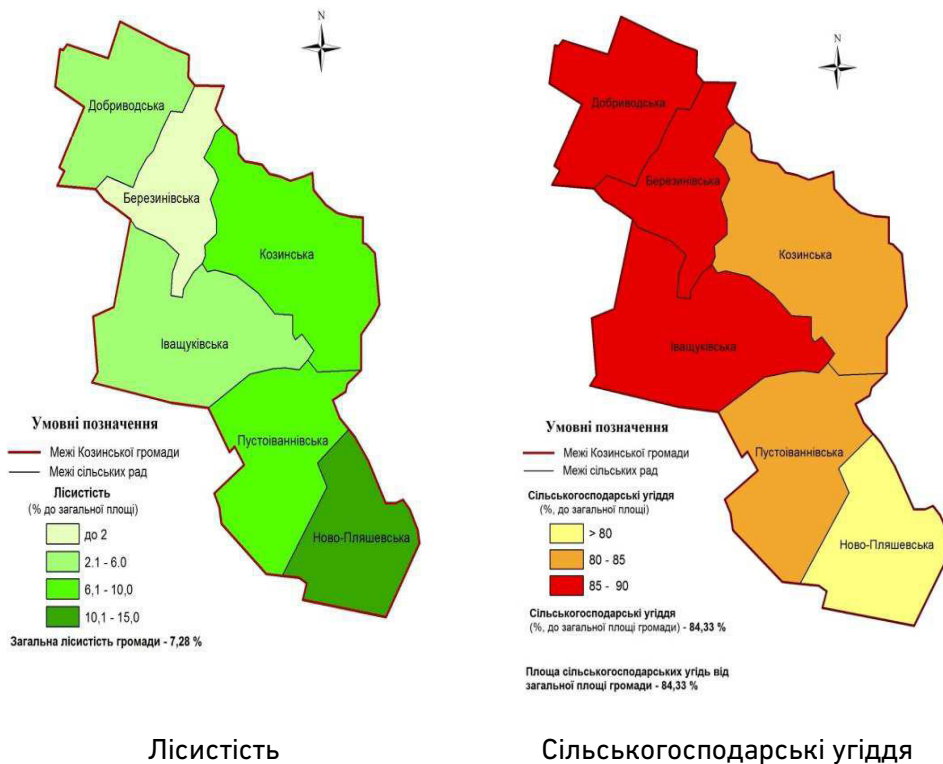 N
Добриводська
Березинівська
Козинська
Іващуківська
Пустоіваннівська
Ново-Пляшевська
Умовні позначення
Межі Козинської громади
Межі сільських рад
Лісистість
(% до загальної площі)
до 2
2.1 - 6.0
6,1 - 10,0
10,1 - 15,0
Загальна лісистість громади - 7,28 %
Лісистість
N
Добриводська
Березинівська
Козинська
Іващуківська
Пустоіваннівська
Ново-Пляшевська
Умовні позначення
Межі Козинської громади
Межі сільських рад
Сільськогосподарські угіддя
(%, до загальної площі)
> 80
80 - 85
85 - 90
Сільськогосподарські угіддя
(%, до загальної площі громади) - 84,33 %
Площа сільськогосподарських угідь від
загальної площі громади - 84,33 %
Сільськогосподарські угіддя